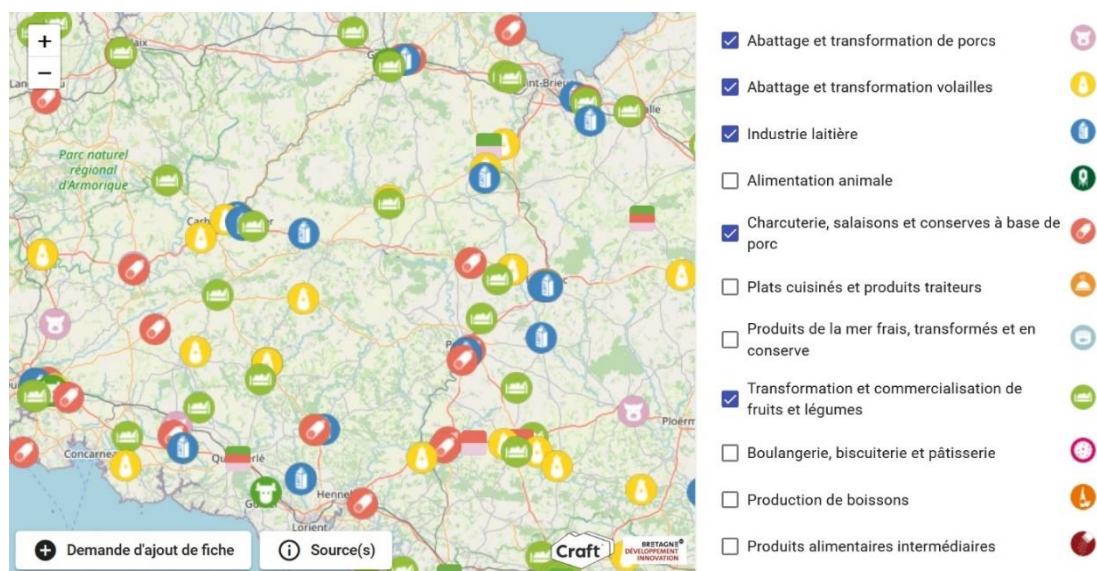 +
−
Parc naturel
régional
d'Armorique
Concarnea
Henne
Lorient
Ploërm
Demande d'ajout de fiche
Source(s)
Craft
BRETAGNE®
DÉVELOPPEMENT
INNOVATION
Abattage et transformation de porcs
Abattage et transformation volailles
Industrie laitière
Alimentation animale
Charcuterie, salaisons et conserves à base de
porc
Plats cuisinés et produits traiteurs
Produits de la mer frais, transformés et en
conserve
Transformation et commercialisation de
fruits et légumes
Boulangerie, biscuiterie et pâtisserie
Production de boissons
Produits alimentaires intermédiaires